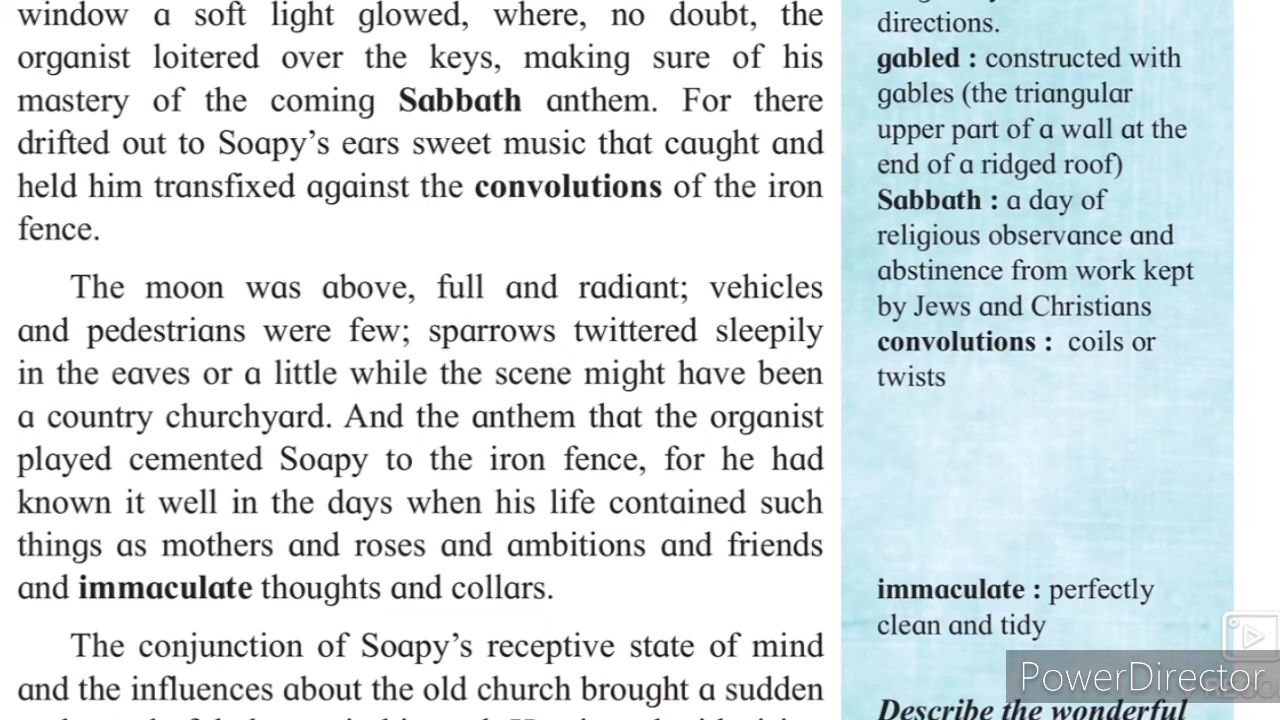 window a soft light glowed, where, no doubt, the
organist loitered over the keys, making sure of his
mastery of the coming Sabbath anthem. For there
drifted out to Soapy's ears sweet music that caught and
held him transfixed against the convolutions of the iron
fence.
The moon was above, full and radiant; vehicles
and pedestrians were few; sparrows twittered sleepily
in the eaves or a little while the scene might have been
a country churchyard. And the anthem that the organist
played cemented Soapy to the iron fence, for he had
known it well in the days when his life contained such
things as mothers and roses and ambitions and friends
and immaculate thoughts and collars.
The conjunction of Soapy's receptive state of mind
and the influences about the old church brought a sudden
directions.
gabled : constructed with
gables (the triangular
upper part of a wall at the
end of a ridged roof)
Sabbath : a day of
religious observance and
abstinence from work kept
by Jews and Christians
convolutions : coils or
twists
immaculate : perfectly
clean and tidy
Describe the wonderful
PowerDirector